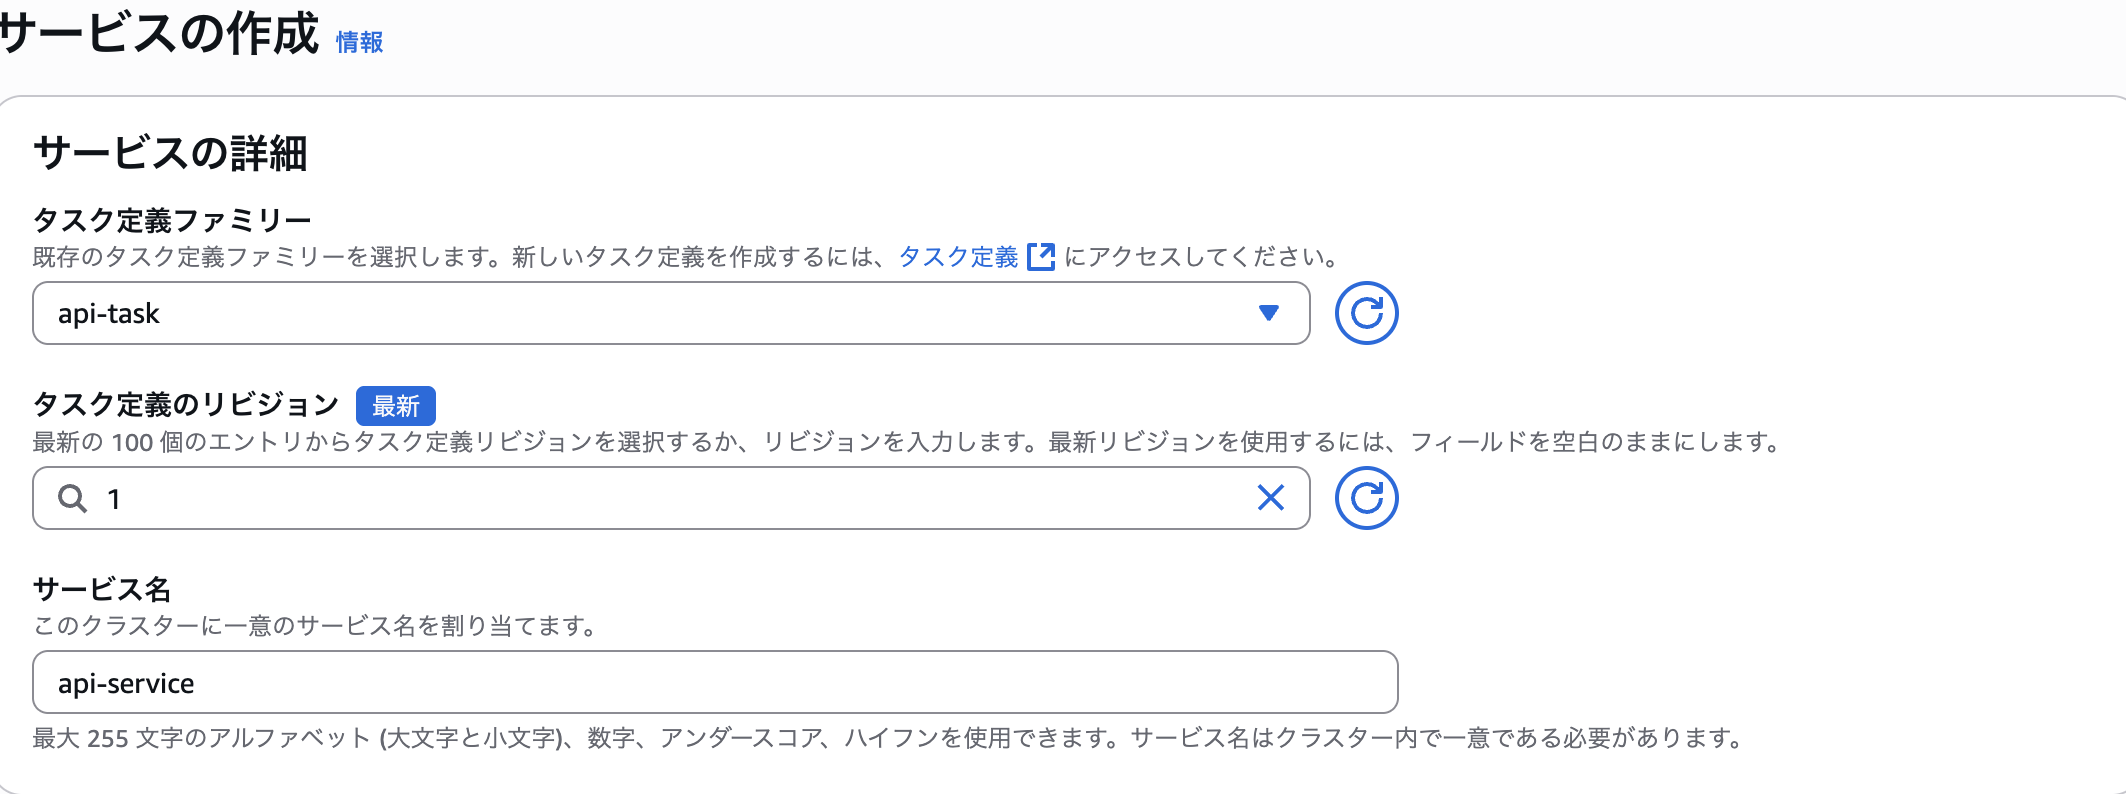 サービスの作成 情報
サービスの詳細
タスク定義ファミリー
既存のタスク定義ファミリーを選択します。新しいタスク定義を作成するには、タスク定義 にアクセスしてください。
api-task
タスク定義のリビジョン 最新
最新の 100 個のエントリからタスク定義リビジョンを選択するか、リビジョンを入力します。最新リビジョンを使用するには、フィールドを空白のままにします。
1
サービス名
このクラスターに一意のサービス名を割り当てます。
api-service
最大 255 文字のアルファベット (大文字と小文字)、数字、アンダースコア、ハイフンを使用できます。サービス名はクラスター内で一意である必要があります。